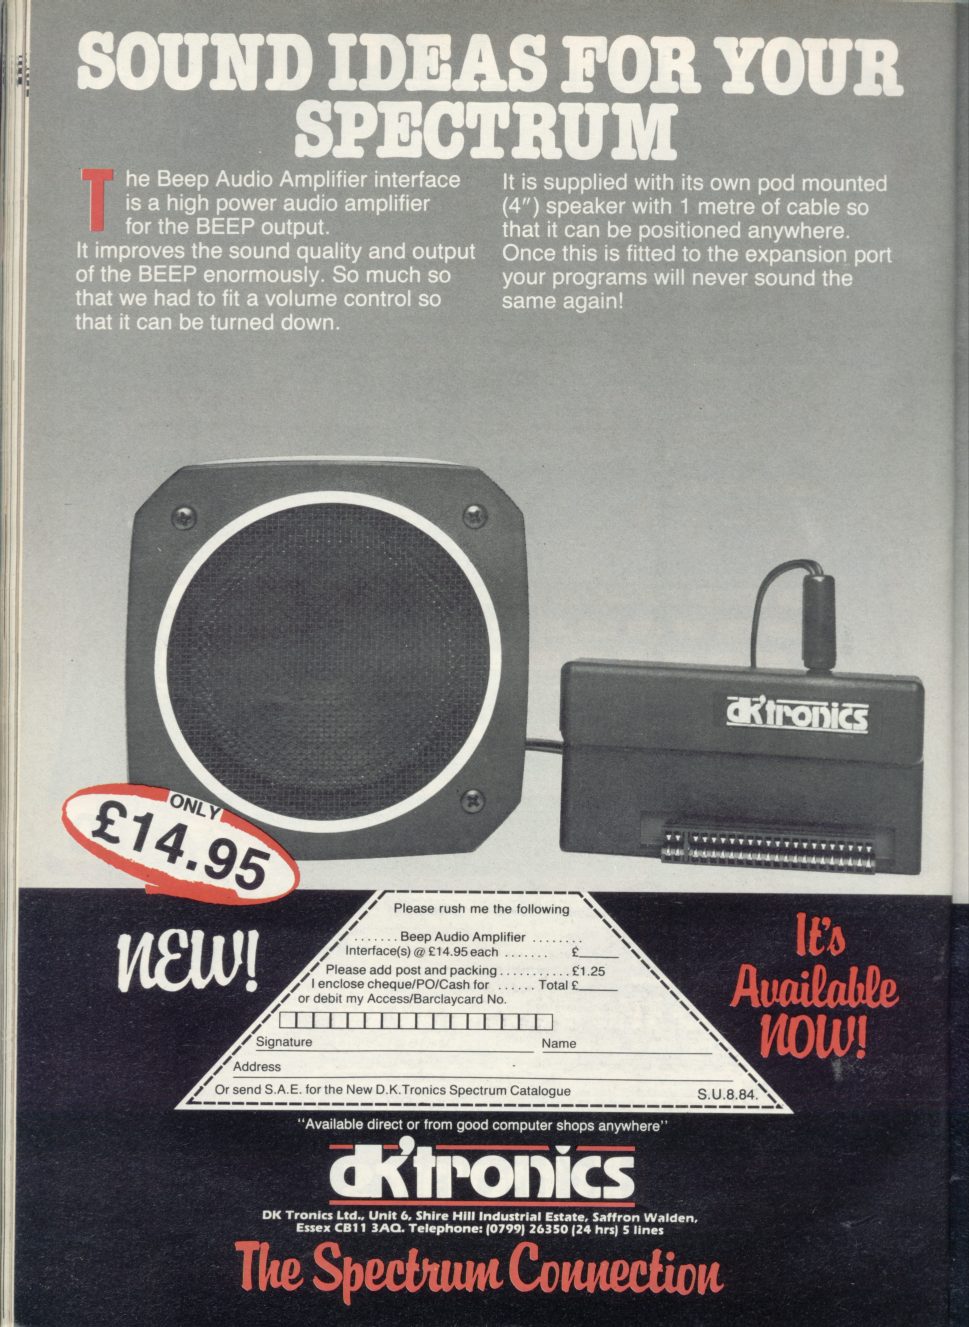 SOUND IDEAS FOR YOUR
SPECTRUM
The Beep Audio Amplifier interface
is a high power audio amplifier
for the BEEP output.
It improves the sound quality and output
of the BEEP enormously. So much so
that we had to fit a volume control so
that it can be turned down.
It is supplied with its own pod mounted
(4") speaker with 1 metre of cable so
that it can be positioned anywhere.
Once this is fitted to the expansion port
your programs will never sound the
same again!
dk'tronics
ONLY
£14.95
NEW!
Please rush me the following
....... Beep Audio Amplifier ........
Interface(s) @ £14.95 each ....... £______
Please add post and packing........... £1.25
I enclose cheque/PO/Cash for ...... Total £______
or debit my Access/Barclaycard No.
Signature Name
Address
Or send S.A.E. for the New D.K.Tronics Spectrum Catalogue S.U.8.84.
It's
Available
NOW!
"Available direct or from good computer shops anywhere"
dk'tronics
DK Tronics Ltd., Unit 6, Shire Hill Industrial Estate, Saffron Walden,
Essex CB11 3AQ. Telephone: (0799) 26350 (24 hrs) 5 lines
The Spectrum Connection